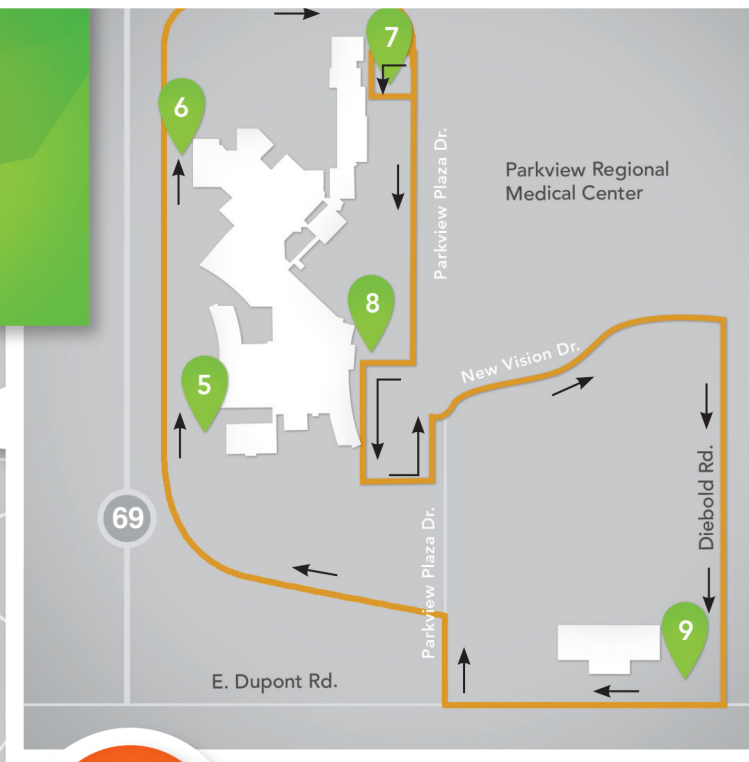 7
6
Parkview Plaza Dr.
Parkview Regional
Medical Center
8
New Vision Dr.
5
Diebold Rd.
69
Parkview Plaza Dr.
9
E. Dupont Rd.